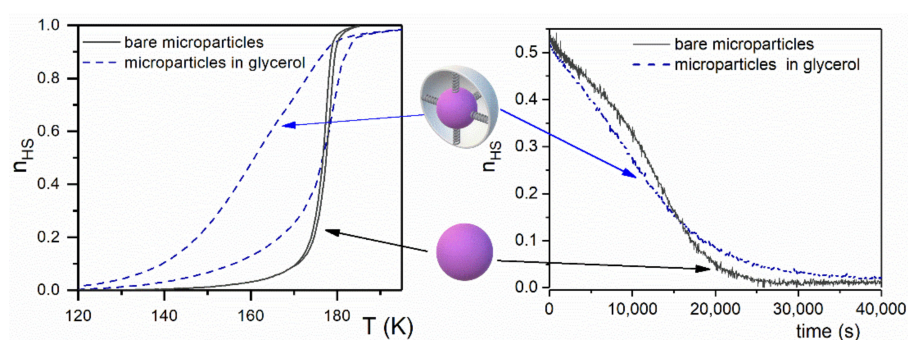 1.0
0.8
0.6
0.4
0.2
0.0
n_HS
bare microparticles
microparticles in glycerol
120
140
160
180
T (K)
0.5
0.4
0.3
0.2
0.1
0.0
n_HS
bare microparticles
microparticles in glycerol
0
10,000
20,000
30,000
40,000
time (s)